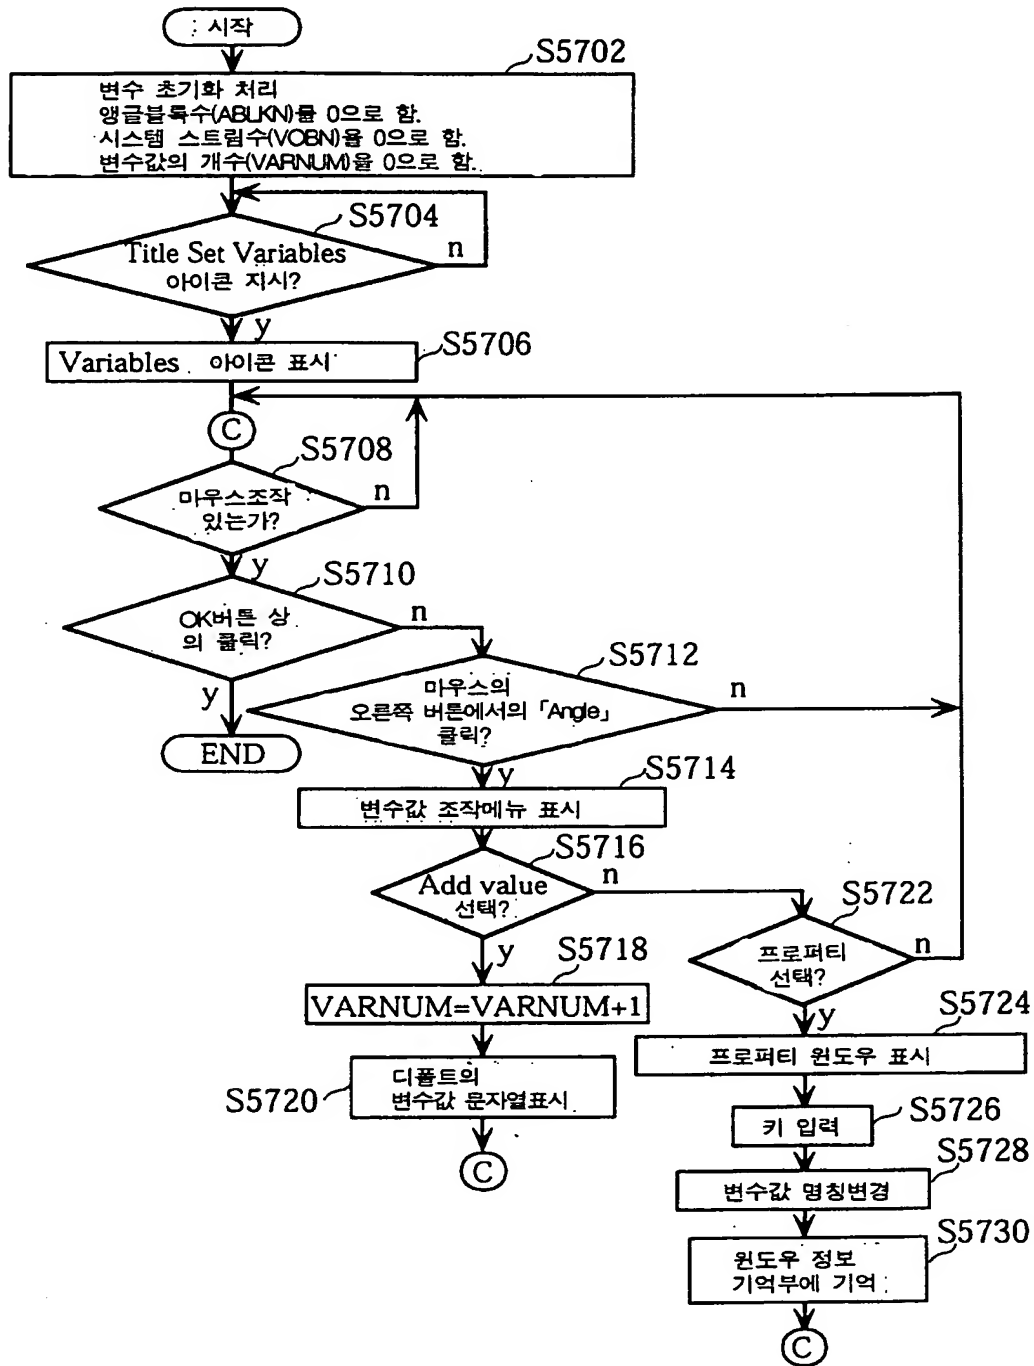 시작
S5702
변수 초기화 처리
앵글블록수(ABLKN)를 0으로 함.
시스템 스트림수(VOBN)을 0으로 함.
변수값의 개수(VARNUM)을 0으로 함.
S5704
Title Set Variables
아이콘 지시?
n
y
S5706
Variables 아이콘 표시
C
S5708
마우스조작
있는가?
n
y
S5710
OK버튼 상
의 클릭?
n
y
END
S5712
마우스의
오른쪽 버튼에서의 「Angle」
클릭?
n
y
S5714
변수값 조작메뉴 표시
S5716
Add value
선택?
n
y
S5718
VARNUM=VARNUM+1
S5720
디폴트의
변수값 문자열표시
C
S5722
프로퍼티
선택?
n
y
S5724
프로퍼티 윈도우 표시
S5726
키 입력
S5728
변수값 명칭변경
S5730
윈도우 정보
기억부에 기억
C